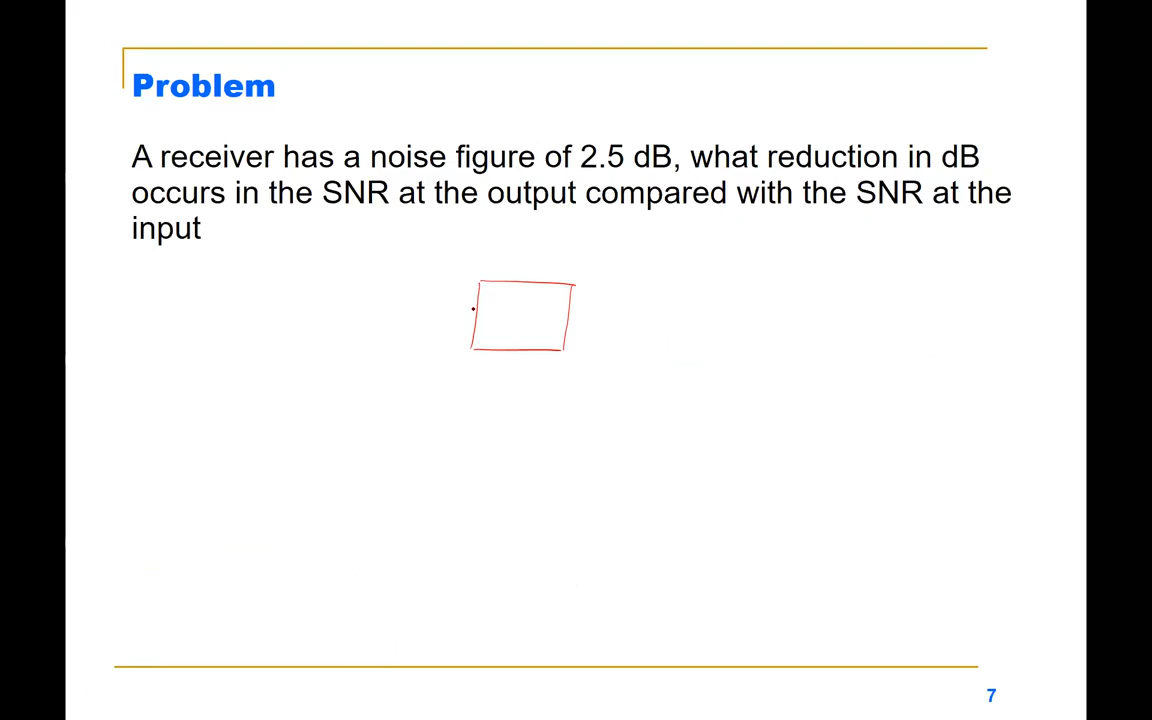 Problem
A receiver has a noise figure of 2.5 dB, what reduction in dB
occurs in the SNR at the output compared with the SNR at the
input
7